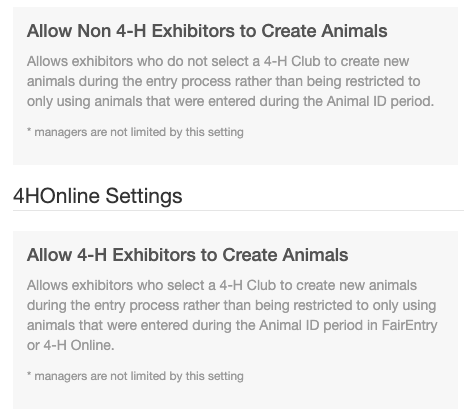 Allow Non 4-H Exhibitors to Create Animals
Allows exhibitors who do not select a 4-H Club to create new
animals during the entry process rather than being restricted to
only using animals that were entered during the Animal ID period.
* managers are not limited by this setting
4HOnline Settings
Allow 4-H Exhibitors to Create Animals
Allows exhibitors who select a 4-H Club to create new animals
during the entry process rather than being restricted to only using
animals that were entered during the Animal ID period in FairEntry
or 4-H Online.
* managers are not limited by this setting